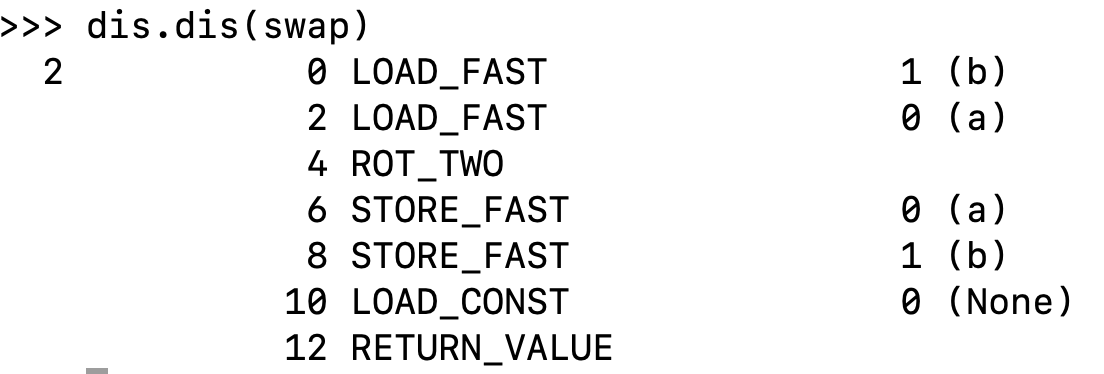 >>> dis.dis(swap)
  2           0 LOAD_FAST                1 (b)
              2 LOAD_FAST                0 (a)
              4 ROT_TWO
              6 STORE_FAST               0 (a)
              8 STORE_FAST               1 (b)
             10 LOAD_CONST               0 (None)
             12 RETURN_VALUE